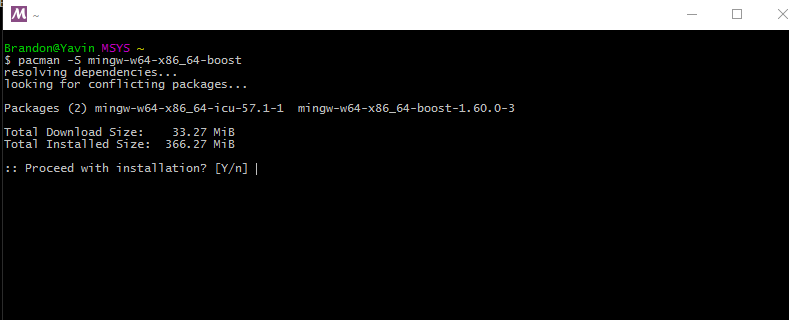 M ~
Brandon@Yavin MSYS ~
$ pacman -S mingw-w64-x86_64-boost
resolving dependencies...
looking for conflicting packages...
Packages (2) mingw-w64-x86_64-icu-57.1-1  mingw-w64-x86_64-boost-1.60.0-3
Total Download Size:    33.27 MiB
Total Installed Size:  366.27 MiB
:: Proceed with installation? [Y/n]